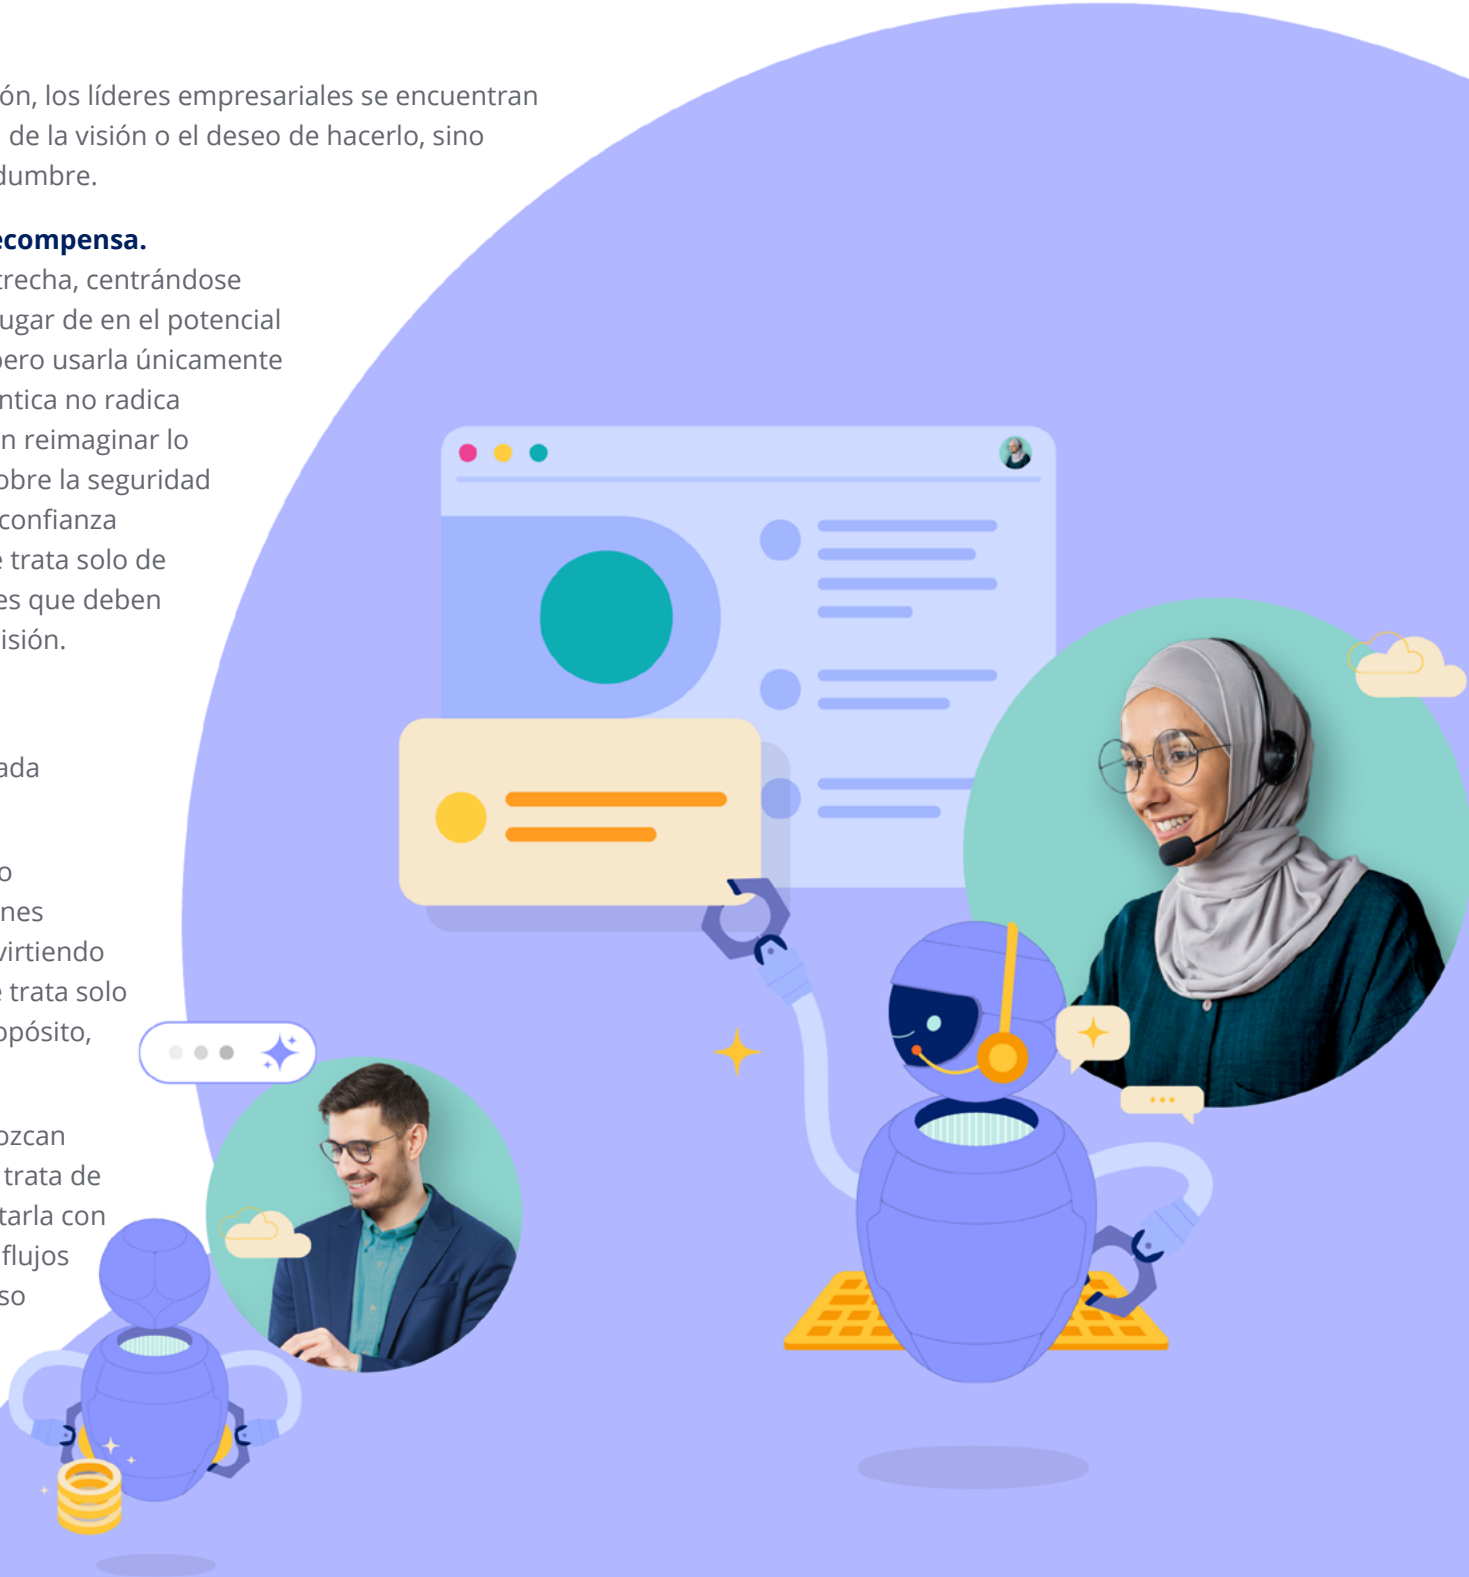 ón, los líderes empresariales se encuentran
de la visión o el deseo de hacerlo, sino
dumbre.
ecompensa.
trecha, centrándose
ugar de en el potencial
pero usarla únicamente
ntica no radica
n reimaginar lo
obre la seguridad
confianza
e trata solo de
es que deben
isión.
ada
o
nes
virtiendo
e trata solo
opósito,
ozcan
trata de
tarla con
flujos
so